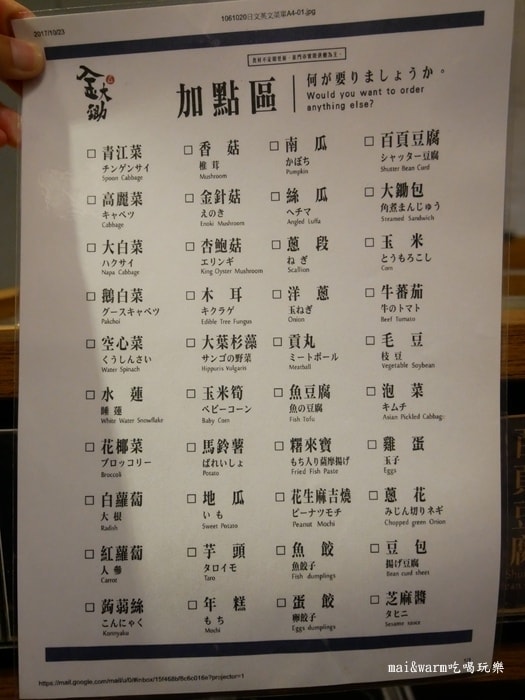 1061020日文英文菜單A4-01.jpg
2017/10/23
金大鋤
加點區
何が要りましょうか。
Would you want to order
anything else?
青江菜
チンゲンサイ
Spoon Cabbage
香菇
椎茸
Mushroom
南瓜
かぼち
Pumpkin
百頁豆腐
シャッター豆腐
Shutter Bean Curd
高麗菜
キャベツ
Cabbage
金針菇
えのき
Enoki Mushroom
絲瓜
ヘチマ
Angled Luffa
大鋤包
角煮まんじゅう
Steamed Sandwich
大白菜
ハクサイ
Napa Cabbage
杏鮑菇
エリンギ
King Oyster Mushroom
蔥段
ねぎ
Scallion
玉米
とうもろこし
Corn
鵝白菜
グースキャベツ
Pakchoi
木耳
キクラゲ
Edible Tree Fungus
洋蔥
玉ねぎ
Onion
牛蕃茄
牛のトマト
Beef Tomato
空心菜
くうしんさい
Water Spinach
大葉杉藻
サンゴの野菜
Hippuris Vulgaris
貢丸
ミートボール
Meatball
毛豆
枝豆
Vegetable Soybean
水蓮
睡蓮
White Water Snowflake
玉米筍
ベビーコーン
Baby Corn
魚豆腐
魚の豆腐
Fish Tofu
泡菜
キムチ
Asian Pickled Cabbage
花椰菜
ブロッコリー
Broccoli
馬鈴薯
ばれいしょ
Potato
糬來寶
もち入り薩摩揚げ
Fried Fish Paste
雞蛋
玉子
Eggs
白蘿蔔
大根
Radish
地瓜
いも
Sweet Potato
花生麻吉燒
ピーナツモチ
Peanut Mochi
蔥花
みじん切りネギ
Chopped green Onion
紅蘿蔔
人參
Carrot
芋頭
タロイモ
Taro
魚餃
魚餃子
Fish dumplings
豆包
揚げ豆腐
Bean curd sheet
蒟蒻絲
こんにゃく
Konnyaku
年糕
もち
Mochi
蛋餃
卵餃子
Eggs dumplings
芝麻醬
タヒニ
Sesame sauce
https://mail.google.com/mail/u/0/#inbox/15f468bf8c6c016e?projector=1
mai&warm吃喝玩樂